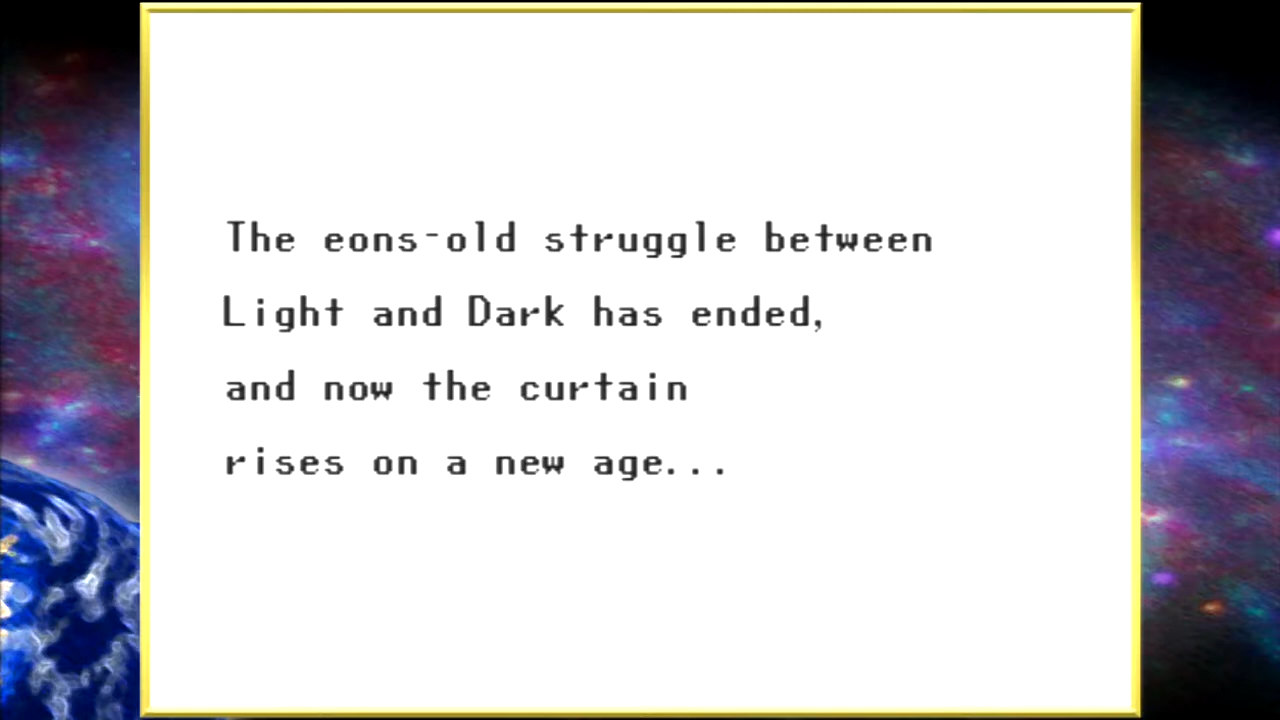 The eons-old struggle between
Light and Dark has ended,
and now the curtain
rises on a new age...